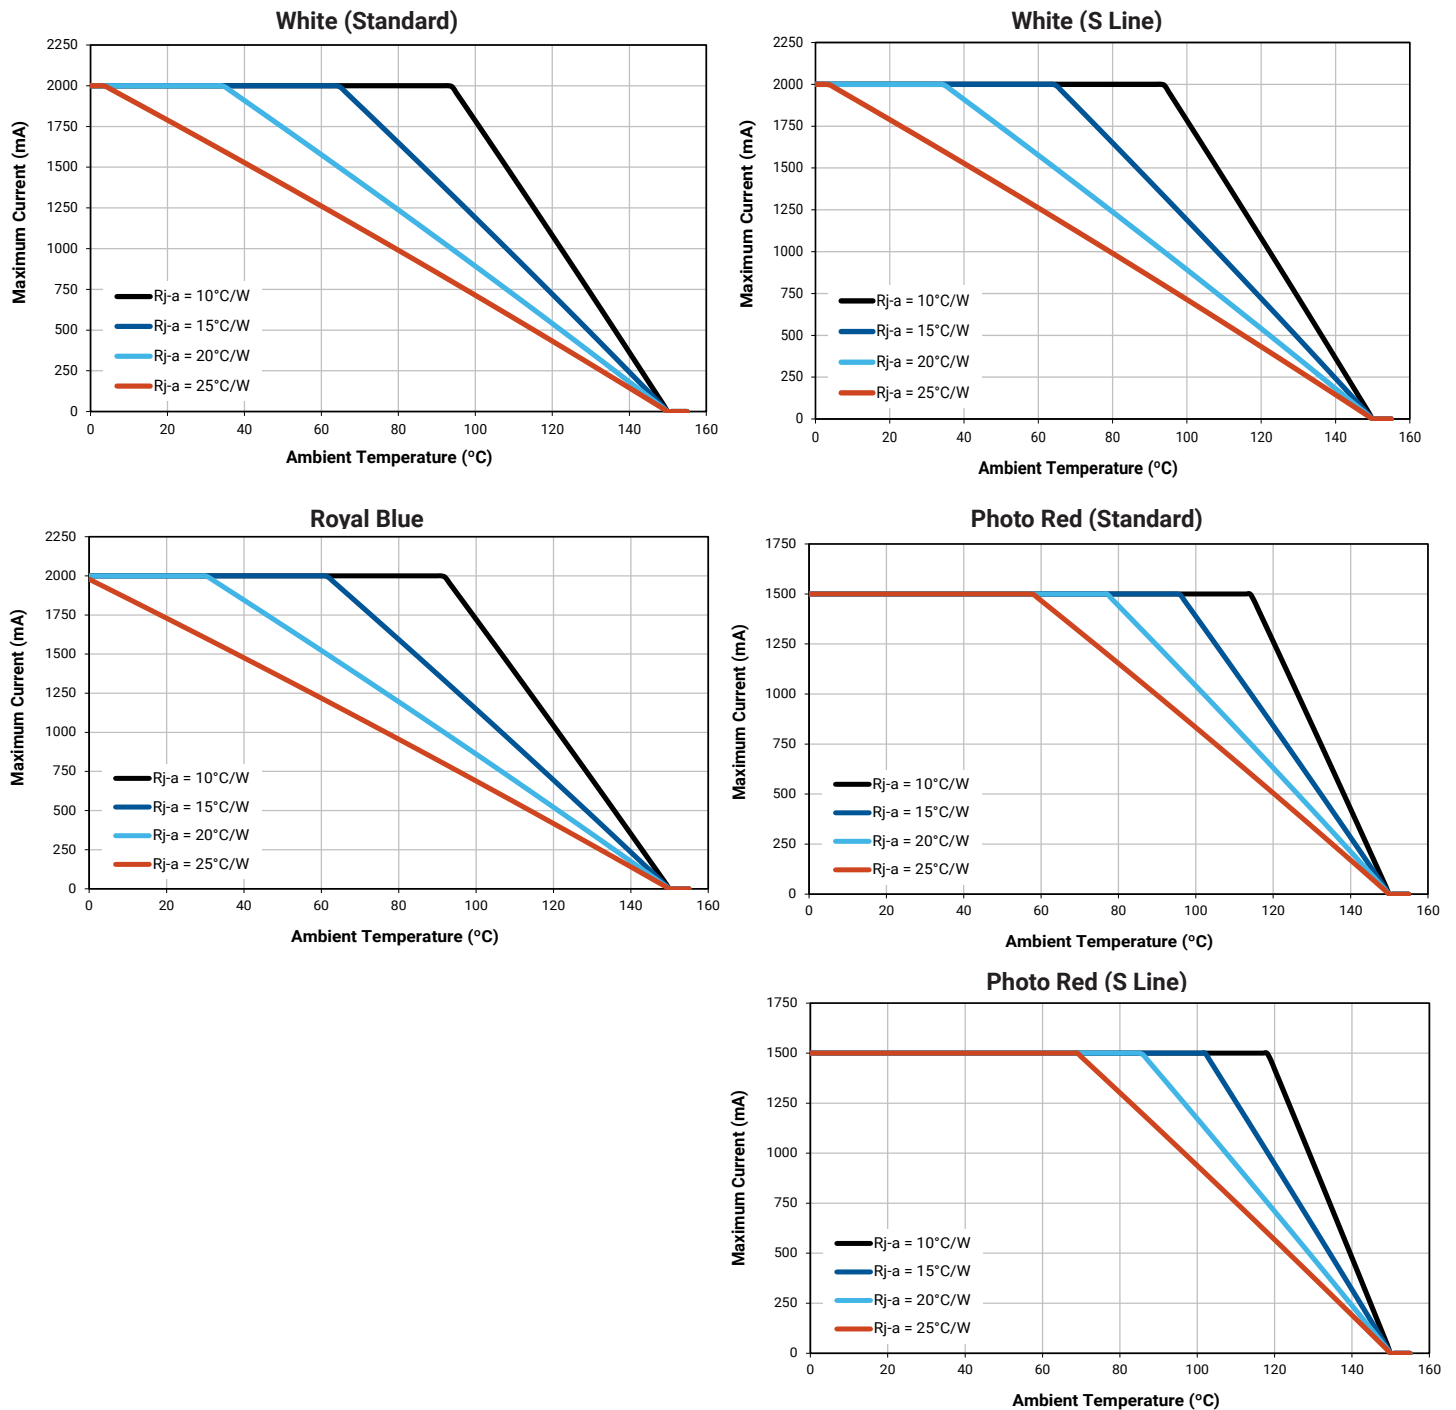 White (Standard)
Maximum Current (mA)
2250
2000
1750
1500
1250
1000
750
500
250
0
Rj-a = 10°C/W
Rj-a = 15°C/W
Rj-a = 20°C/W
Rj-a = 25°C/W
0 20 40 60 80 100 120 140 160
Ambient Temperature (ºC)
White (S Line)
Maximum Current (mA)
2250
2000
1750
1500
1250
1000
750
500
250
0
Rj-a = 10°C/W
Rj-a = 15°C/W
Rj-a = 20°C/W
Rj-a = 25°C/W
0 20 40 60 80 100 120 140 160
Ambient Temperature (ºC)
Royal Blue
Maximum Current (mA)
2250
2000
1750
1500
1250
1000
750
500
250
0
Rj-a = 10°C/W
Rj-a = 15°C/W
Rj-a = 20°C/W
Rj-a = 25°C/W
0 20 40 60 80 100 120 140 160
Ambient Temperature (ºC)
Photo Red (Standard)
Maximum Current (mA)
1750
1500
1250
1000
750
500
250
0
Rj-a = 10°C/W
Rj-a = 15°C/W
Rj-a = 20°C/W
Rj-a = 25°C/W
0 20 40 60 80 100 120 140 160
Ambient Temperature (ºC)
Photo Red (S Line)
Maximum Current (mA)
1750
1500
1250
1000
750
500
250
0
Rj-a = 10°C/W
Rj-a = 15°C/W
Rj-a = 20°C/W
Rj-a = 25°C/W
0 20 40 60 80 100 120 140 160
Ambient Temperature (ºC)